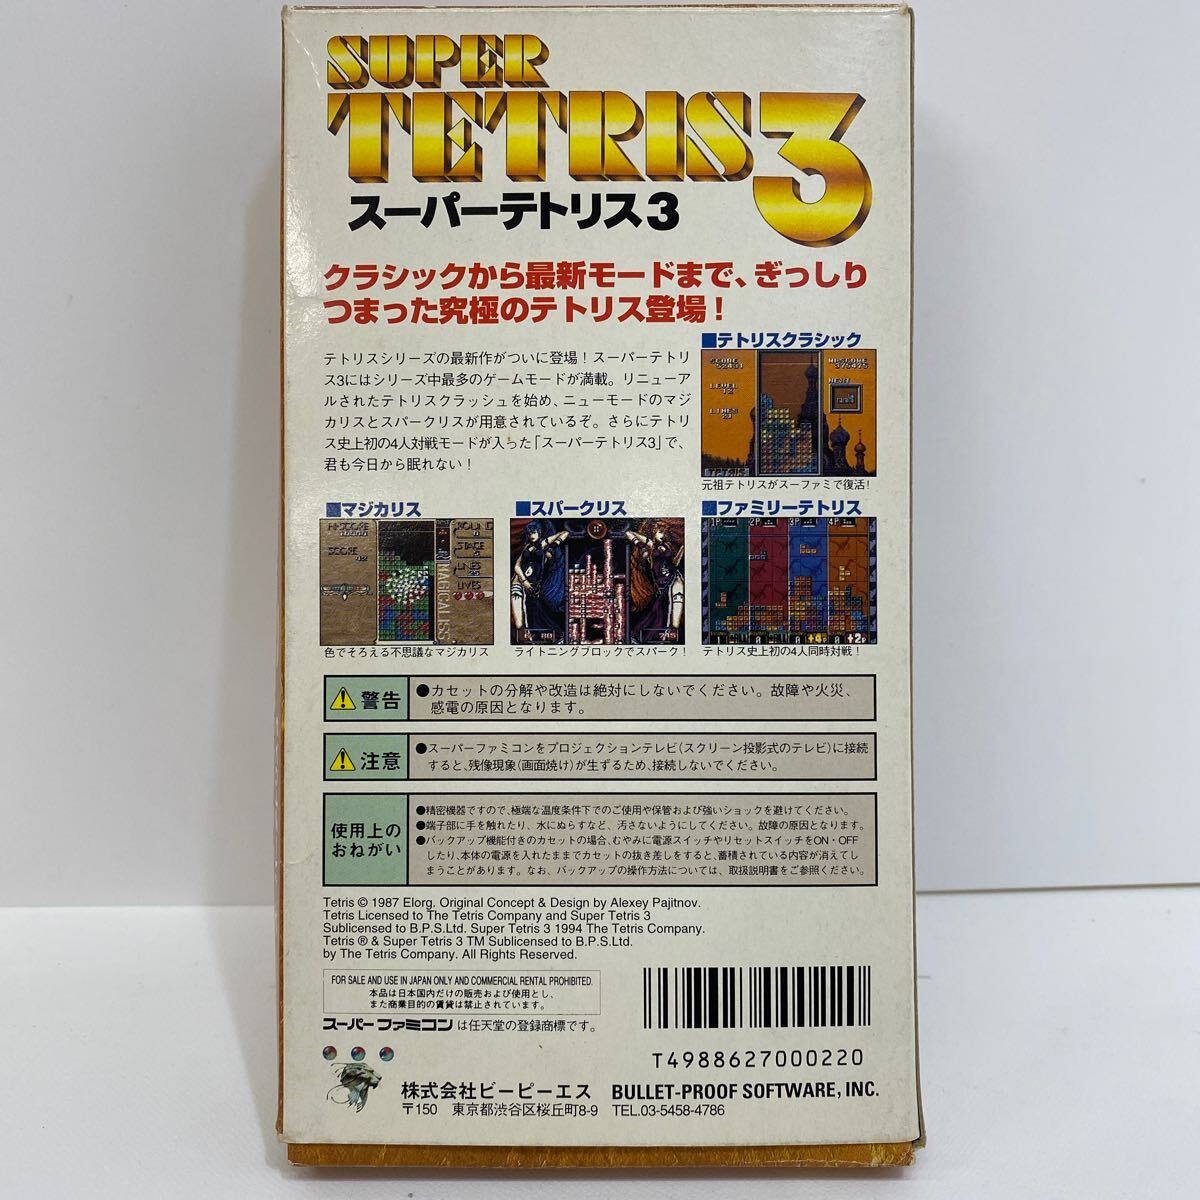 SUPER
TETRIS 3
スーパーテトリス3
クラシックから最新モードまで、ぎっしり
つまった究極のテトリス登場！
テトリスシリーズの最新作がついに登場！スーパーテトリ
ス3にはシリーズ中最多のゲームモードが満載。リニューア
ルされたテトリスクラッシュを始め、ニューモードのマジ
カリスとスパークリスが用意されているぞ。さらにテトリ
ス史上初の4人対戦モードが入った「スーパーテトリス3」で、
君も今日から眠れない！
■テトリスクラシック
SCORE
52431
LEVEL
12
LINES
21
HI-SCORE
375475
NEXT
TETRIS
元祖テトリスがスーファミで復活！
■マジカリス
HI-SCORE
10000
SCORE
42
ROUND
STAGE
LINES
25
LIVES
MAGICALISS
色でそろえる不思議なマジカリス
■スパークリス
ライトニングブロックでスパーク！
■ファミリーテトリス
1P 2P 3P 4P
テトリス史上初の4人同時対戦！
警告
●カセットの分解や改造は絶対にしないでください。故障や火災、
感電の原因となります。
注意
●スーパーファミコンをプロジェクションテレビ（スクリーン投影式のテレビ）に接続
すると、残像現象（画面焼け）が生ずるため、接続しないでください。
使用上の
おねがい
●精密機器ですので、極端な温度条件下でのご使用や保管および強いショックを避けてください。
●端子部に手を触れたり、水にぬらすなど、汚さないようにしてください。故障の原因となります。
●バックアップ機能付きのカセットの場合、むやみに電源スイッチやリセットスイッチをON・OFF
したり、本体の電源を入れたままでカセットの抜き差しをすると、蓄積されている内容が消えてし
まうことがあります。なお、バックアップの操作方法については、取扱説明書をご参照ください。
Tetris © 1987 Elorg. Original Concept & Design by Alexey Pajitnov.
Tetris Licensed to The Tetris Company and Super Tetris 3
Sublicensed to B.P.S.Ltd. Super Tetris 3 1994 The Tetris Company.
Tetris ® & Super Tetris 3 TM Sublicensed to B.P.S.Ltd.
by The Tetris Company. All Rights Reserved.
FOR SALE AND USE IN JAPAN ONLY AND COMMERCIAL RENTAL PROHIBITED.
本品は日本国内だけの販売および使用とし、
また商業目的の賃貸は禁止されています。
スーパーファミコンは任天堂の登録商標です。
T4988627000220
株式会社ビーピーエス BULLET-PROOF SOFTWARE, INC.
〒150 東京都渋谷区桜丘町8-9 TEL.03-5458-4786